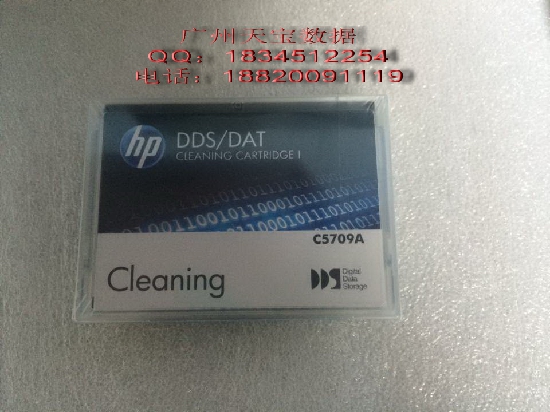 广州天宝数据
QQ：1834512254
电话：18820091119
hp
DDS/DAT
CLEANING CARTRIDGE I
C5709A
Cleaning
DDS
Digital
Data
Storage